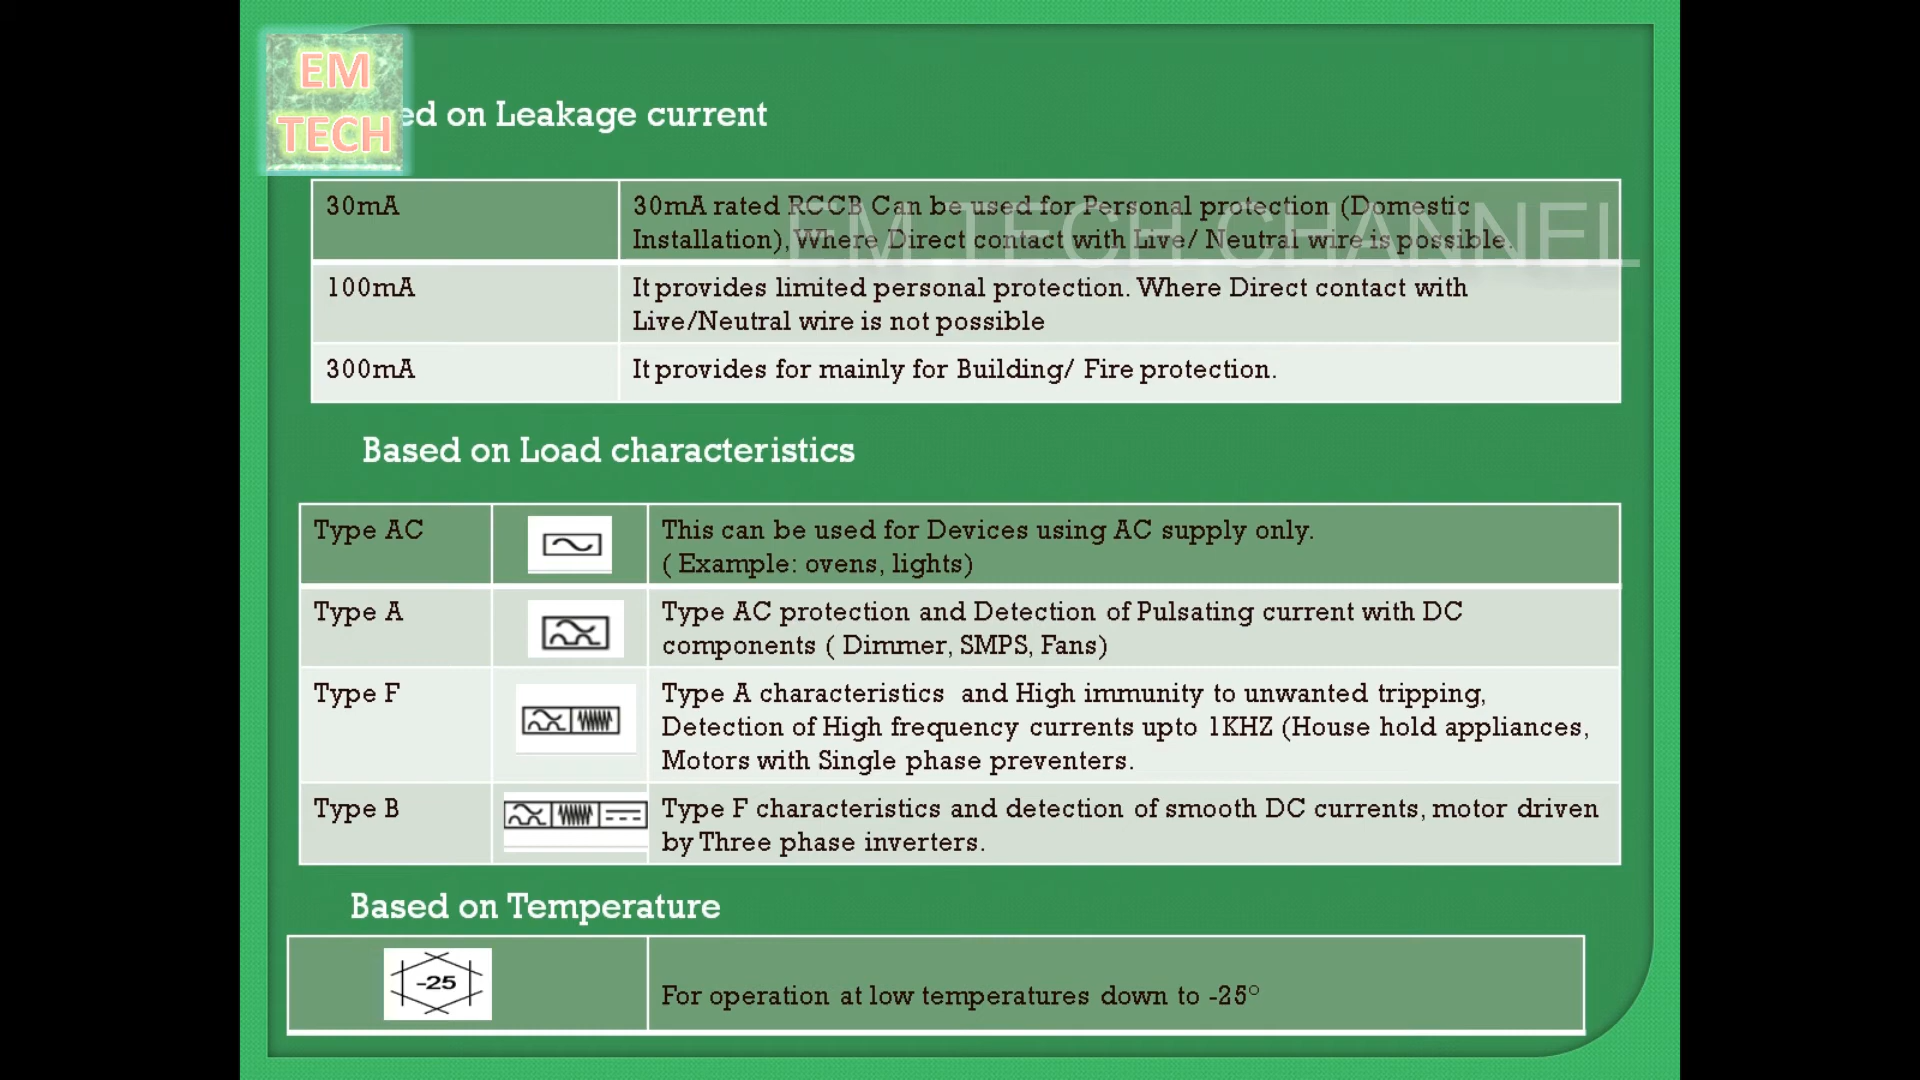 EM
TECH
ed on Leakage current
30mA
30mA rated RCCB Can be used for Personal protection (Domestic
Installation), Where Direct contact with Live/ Neutral wire is possible.
EM TECH CHANNEL
100mA
It provides limited personal protection. Where Direct contact with
Live/Neutral wire is not possible
300mA
It provides for mainly for Building/ Fire protection.
Based on Load characteristics
Type AC
This can be used for Devices using AC supply only.
( Example: ovens, lights)
Type A
Type AC protection and Detection of Pulsating current with DC
components ( Dimmer, SMPS, Fans)
Type F
Type A characteristics and High immunity to unwanted tripping,
Detection of High frequency currents upto 1KHZ (House hold appliances,
Motors with Single phase preventers.
Type B
Type F characteristics and detection of smooth DC currents, motor driven
by Three phase inverters.
Based on Temperature
-25
For operation at low temperatures down to -25°